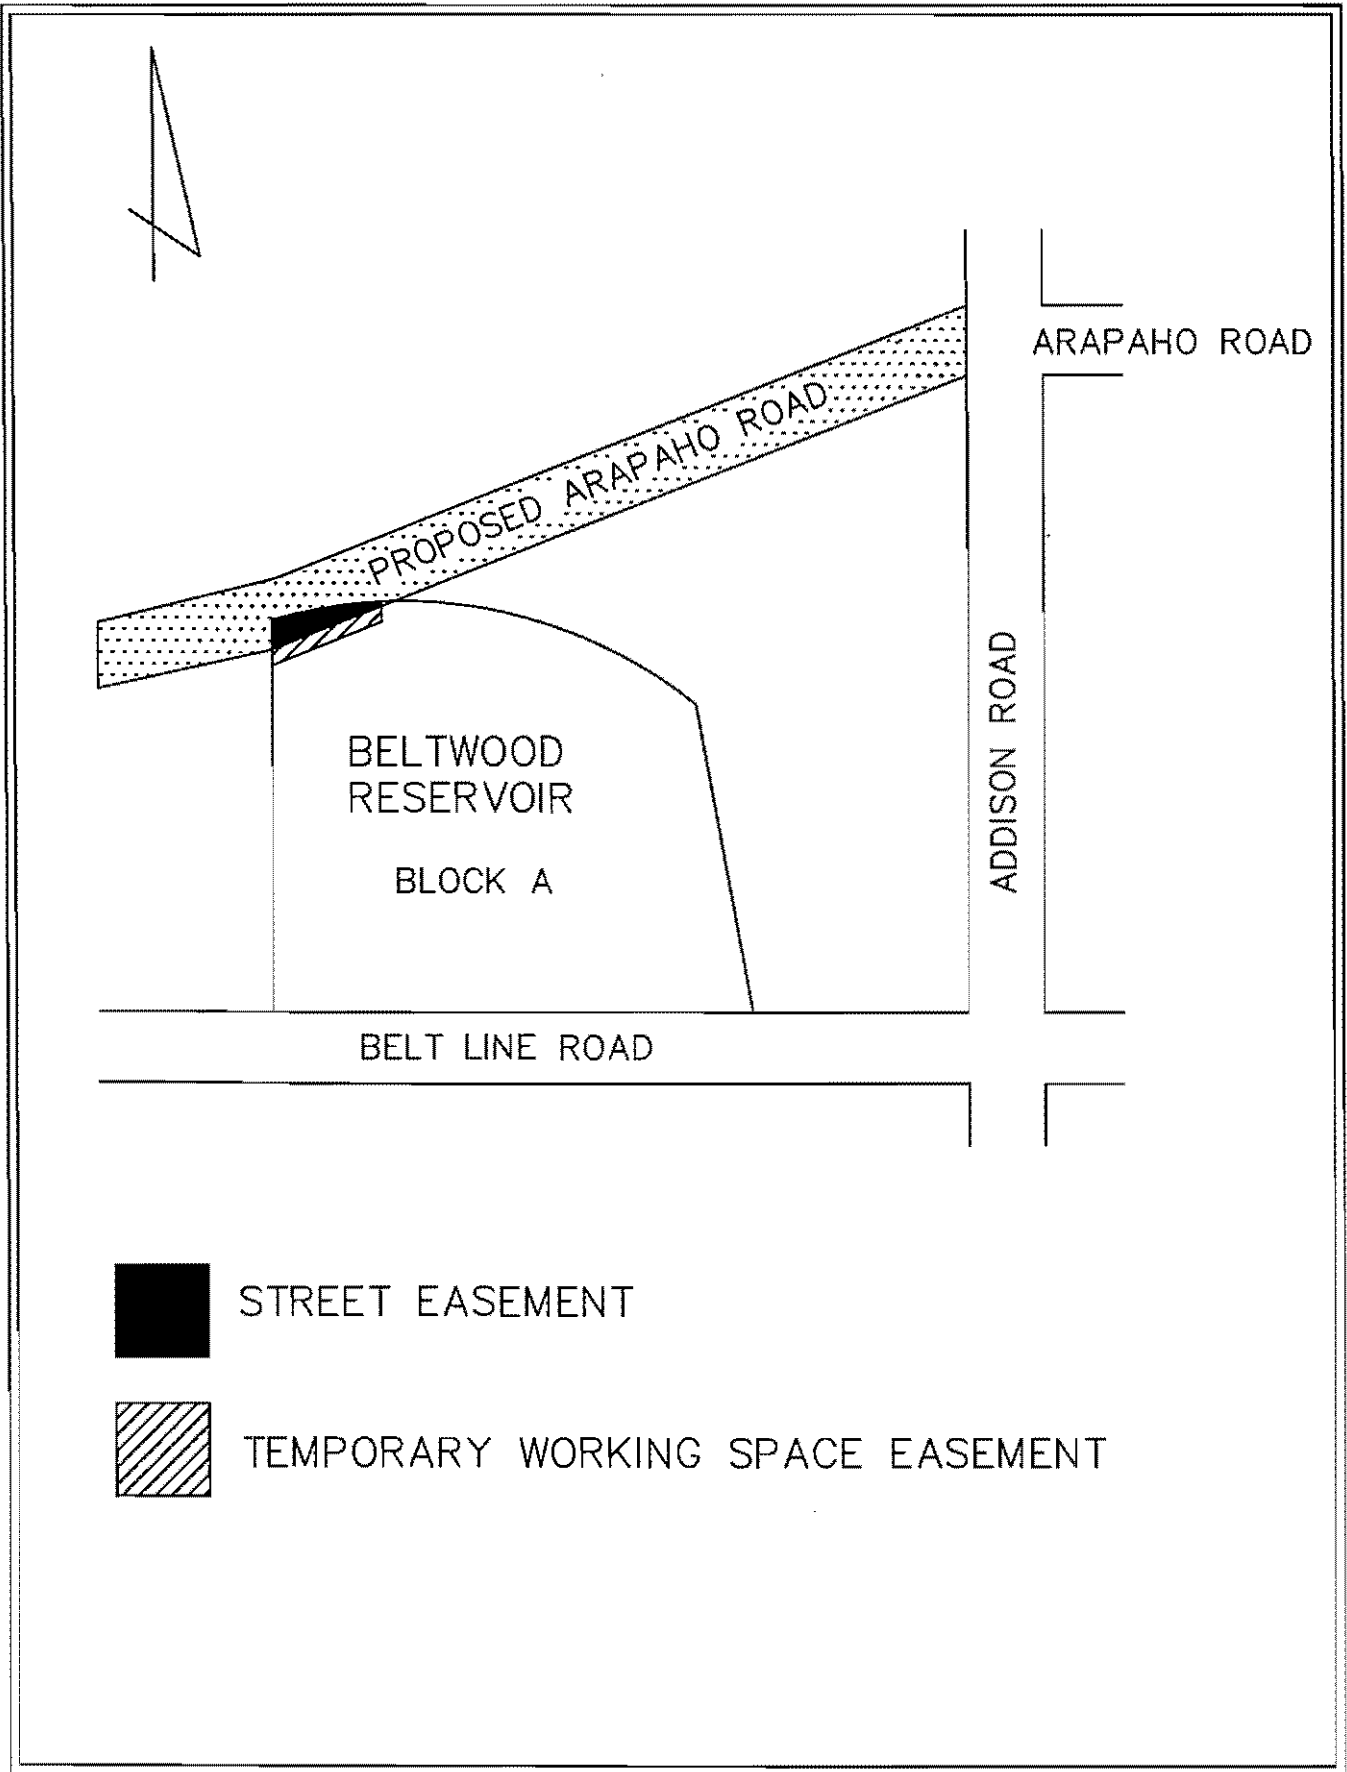 ARAPAHO ROAD
PROPOSED ARAPAHO ROAD
ADDISON ROAD
BELTWOOD
RESERVOIR
BLOCK A
BELT LINE ROAD
STREET EASEMENT
TEMPORARY WORKING SPACE EASEMENT